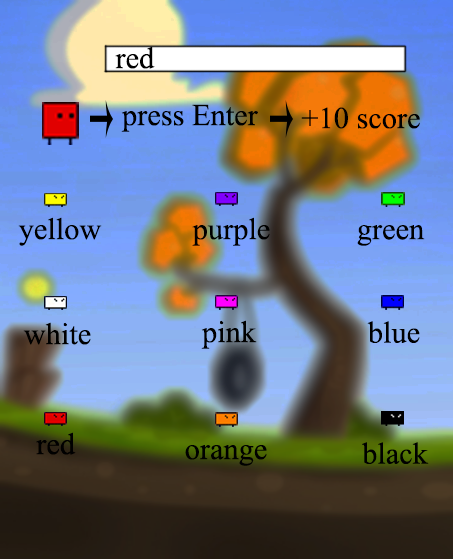 red
press Enter +10 score
yellow purple green
white pink blue
red orange black